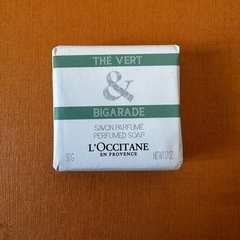 THÉ VERT
&
BIGARADE
SAVON PARFUMÉ
PERFUMED SOAP
L'OCCITANE
EN PROVENCE
50 G
NET WT. 1.7 OZ.